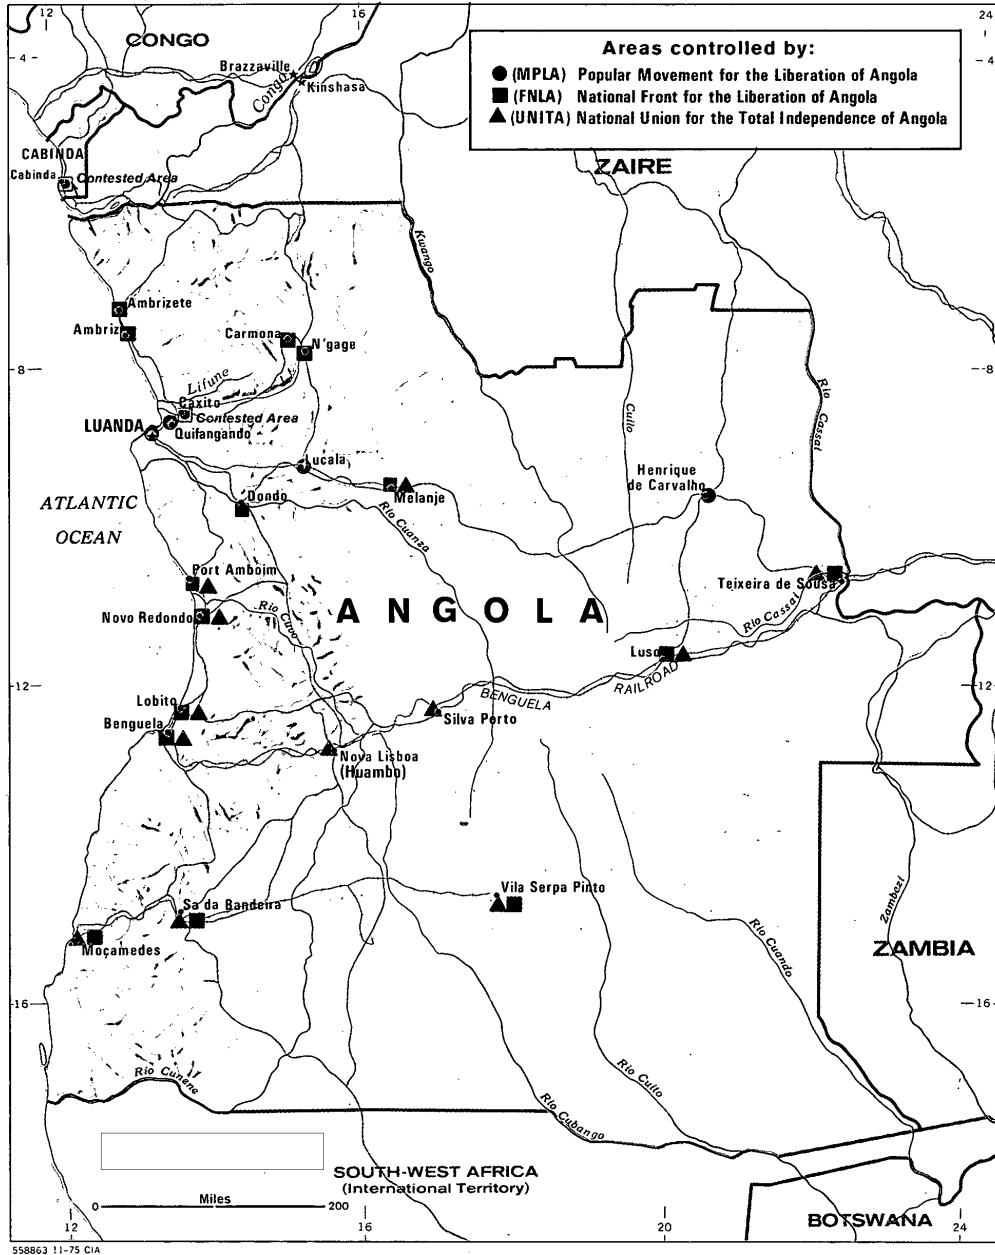 12
16
24
4
CONGO
Brazzaville
Kinshasa
Congo
Areas controlled by:
(MPLA) Popular Movement for the Liberation of Angola
(FNLA) National Front for the Liberation of Angola
(UNITA) National Union for the Total Independence of Angola
4
CABINDA
Cabinda
Contested Area
ZAIRE
Kwango
Ambrizete
Ambriz
Carmona
N'gage
8
8
Lifune
Caxito
Contested Area
LUANDA
Quifangando
Rio Cassai
Cuilo
Lucala
Henrique
de Carvalho
Melanje
Dondo
ATLANTIC
OCEAN
Rio Cuanza
Port Amboim
Teixeira de Sousa
ANGOLA
Novo Redondo
Rio Cuvo
Rio Cassai
Luso
RAILROAD
BENGUELA
12
12
Lobito
Benguela
Silva Porto
Nova Lisboa
(Huambo)
Vila Serpa Pinto
Sa da Bandeira
Moçamedes
Zambezi
Rio Cuando
ZAMBIA
16
16
Rio Cunene
Rio Cuito
Rio Cubango
SOUTH-WEST AFRICA
(International Territory)
0 Miles 200
BOTSWANA
12
16
20
24
558863 11-75 CIA